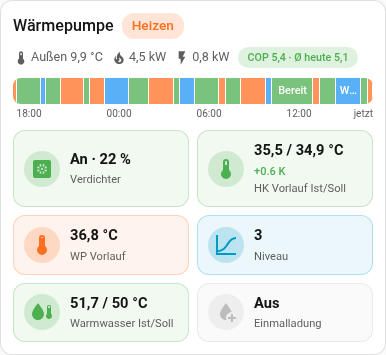 Wärmepumpe Heizen
Außen 9,9 °C 4,5 kW 0,8 kW COP 5,4 · Ø heute 5,1
Bereit W...
18:00 00:00 06:00 12:00 jetzt
An · 22 %
Verdichter
35,5 / 34,9 °C
+0.6 K
HK Vorlauf Ist/Soll
36,8 °C
WP Vorlauf
3
Niveau
51,7 / 50 °C
Warmwasser Ist/Soll
Aus
Einmalladung